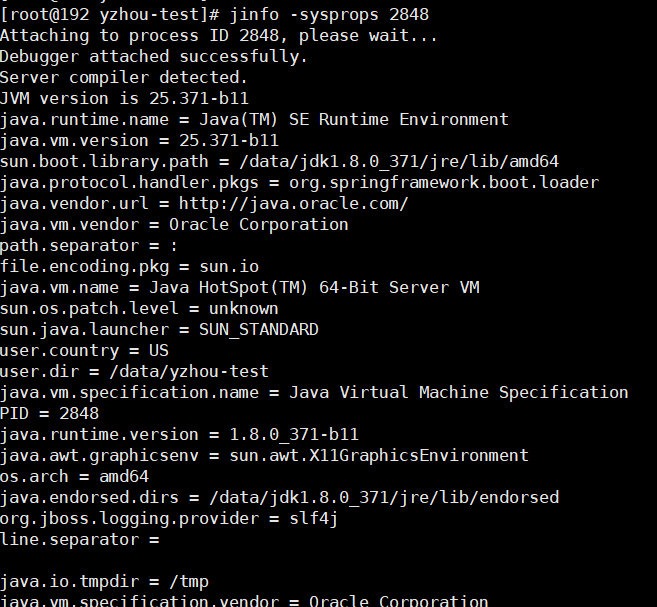 [root@192 yzhou-test]# jinfo -sysprops 2848
Attaching to process ID 2848, please wait...
Debugger attached successfully.
Server compiler detected.
JVM version is 25.371-b11
java.runtime.name = Java(TM) SE Runtime Environment
java.vm.version = 25.371-b11
sun.boot.library.path = /data/jdk1.8.0_371/jre/lib/amd64
java.protocol.handler.pkgs = org.springframework.boot.loader
java.vendor.url = http://java.oracle.com/
java.vm.vendor = Oracle Corporation
path.separator = :
file.encoding.pkg = sun.io
java.vm.name = Java HotSpot(TM) 64-Bit Server VM
sun.os.patch.level = unknown
sun.java.launcher = SUN_STANDARD
user.country = US
user.dir = /data/yzhou-test
java.vm.specification.name = Java Virtual Machine Specification
PID = 2848
java.runtime.version = 1.8.0_371-b11
java.awt.graphicsenv = sun.awt.X11GraphicsEnvironment
os.arch = amd64
java.endorsed.dirs = /data/jdk1.8.0_371/jre/lib/endorsed
org.jboss.logging.provider = slf4j
line.separator =

java.io.tmpdir = /tmp
java.vm.specification.vendor = Oracle Corporation